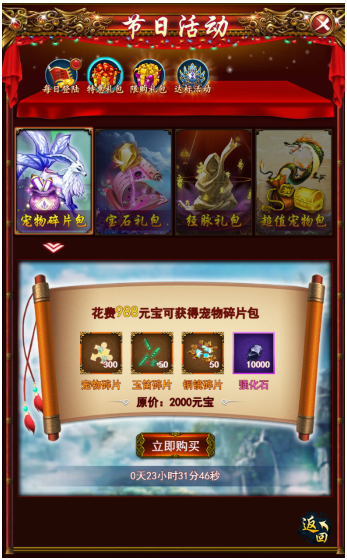 节日活动
每日登陆 特惠礼包 限购礼包 达标活动
宠物碎片包 宝石礼包 经脉礼包 超值宠物包
花费988元宝可获得宠物碎片包
300 50 50 10000
宠物碎片 玉笛碎片 铜镜碎片 强化石
原价：2000元宝
立即购买
0天23小时31分46秒
返回